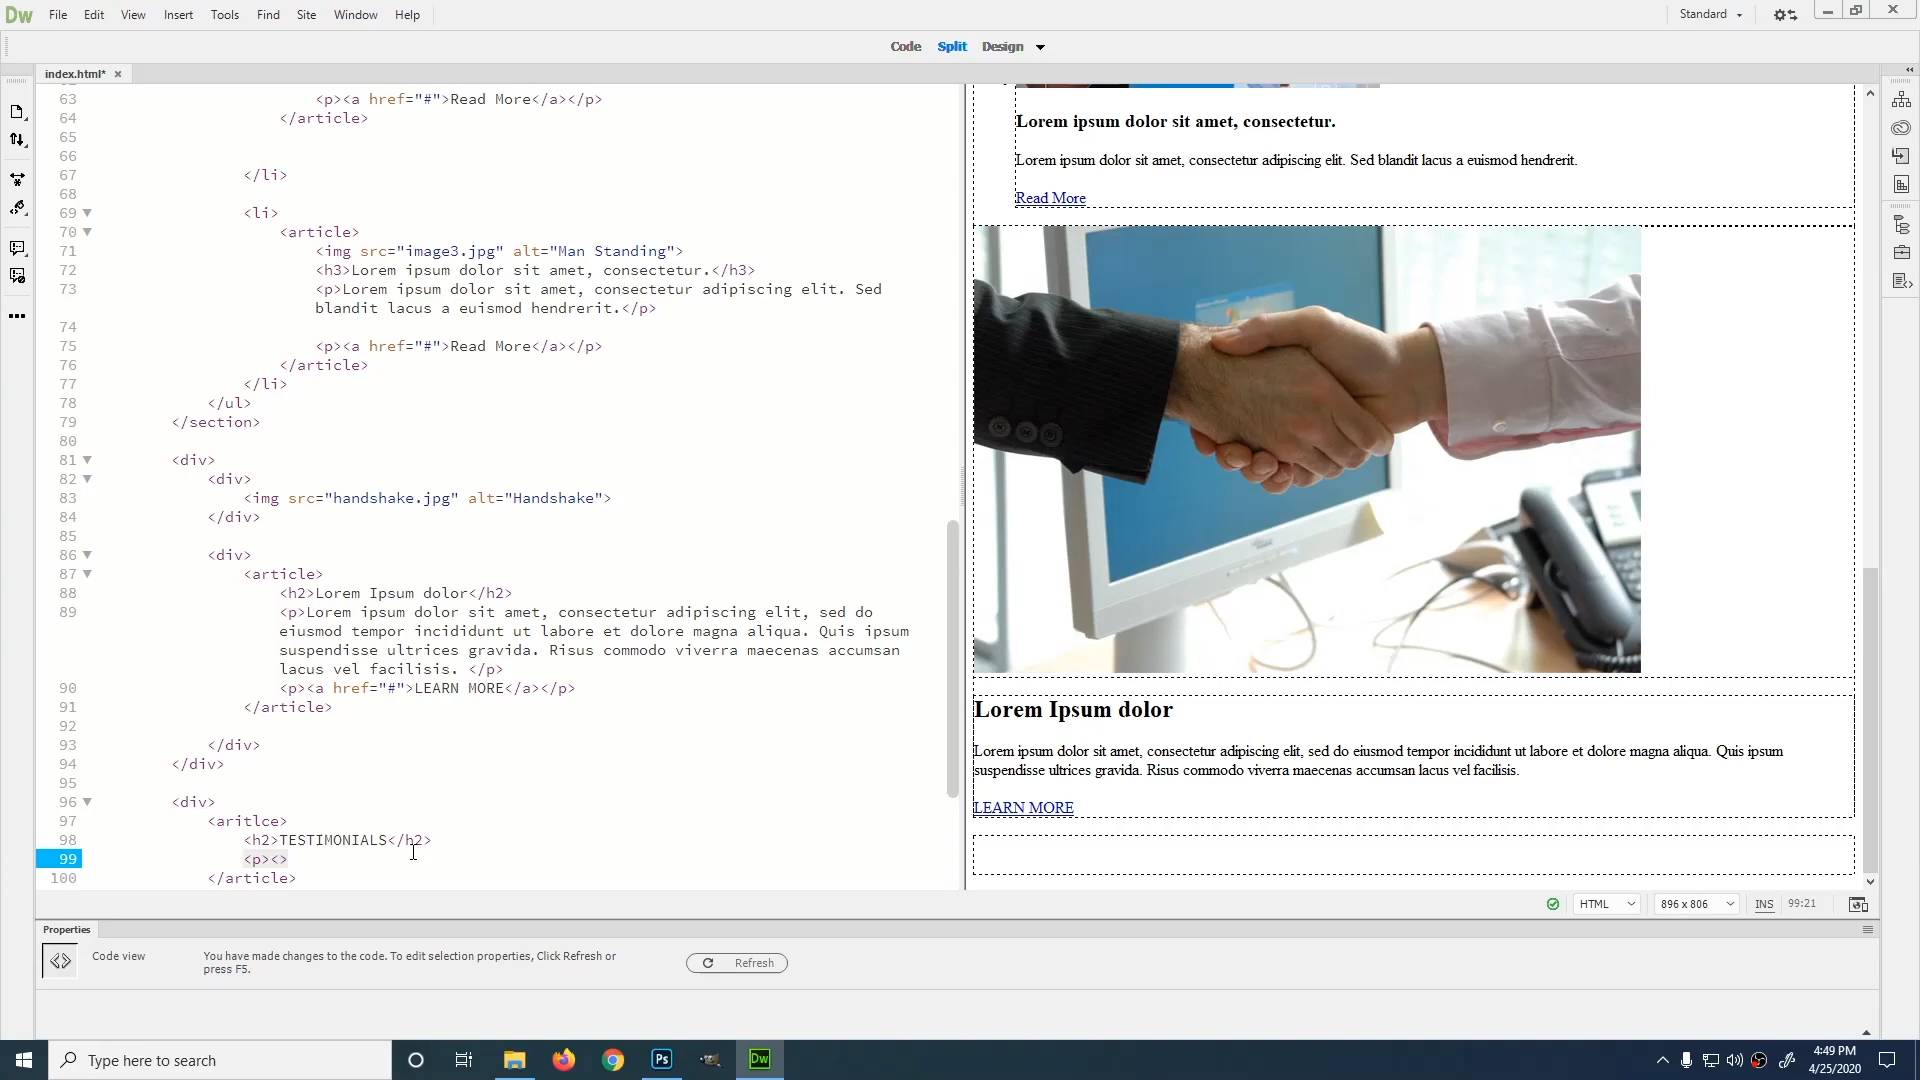 Dw File Edit View Insert Tools Find Site Window Help Standard
Code Split Design
index.html*
63 <p><a href="#">Read More</a></p>
64 </article>
65
66
67 </li>
68
69 <li>
70 <article>
71 <img src="image3.jpg" alt="Man Standing">
72 <h3>Lorem ipsum dolor sit amet, consectetur.</h3>
73 <p>Lorem ipsum dolor sit amet, consectetur adipiscing elit. Sed
blandit lacus a euismod hendrerit.</p>
74
75 <p><a href="#">Read More</a></p>
76 </article>
77 </li>
78 </ul>
79 </section>
80
81 <div>
82 <div>
83 <img src="handshake.jpg" alt="Handshake">
84 </div>
85
86 <div>
87 <article>
88 <h2>Lorem Ipsum dolor</h2>
89 <p>Lorem ipsum dolor sit amet, consectetur adipiscing elit, sed do
eiusmod tempor incididunt ut labore et dolore magna aliqua. Quis ipsum
suspendisse ultrices gravida. Risus commodo viverra maecenas accumsan
lacus vel facilisis. </p>
90 <p><a href="#">LEARN MORE</a></p>
91 </article>
92
93 </div>
94 </div>
95
96 <div>
97 <aritlce>
98 <h2>TESTIMONIALS</h2>
99 <p><>
100 </article>
Lorem ipsum dolor sit amet, consectetur.
Lorem ipsum dolor sit amet, consectetur adipiscing elit. Sed blandit lacus a euismod hendrerit.
Read More
Lorem Ipsum dolor
Lorem ipsum dolor sit amet, consectetur adipiscing elit, sed do eiusmod tempor incididunt ut labore et dolore magna aliqua. Quis ipsum
suspendisse ultrices gravida. Risus commodo viverra maecenas accumsan lacus vel facilisis.
LEARN MORE
HTML 896 x 806 INS 99:21
Properties
Code view
You have made changes to the code. To edit selection properties, Click Refresh or
press F5.
Refresh
Type here to search
Ps
Dw
4:49 PM
4/25/2020